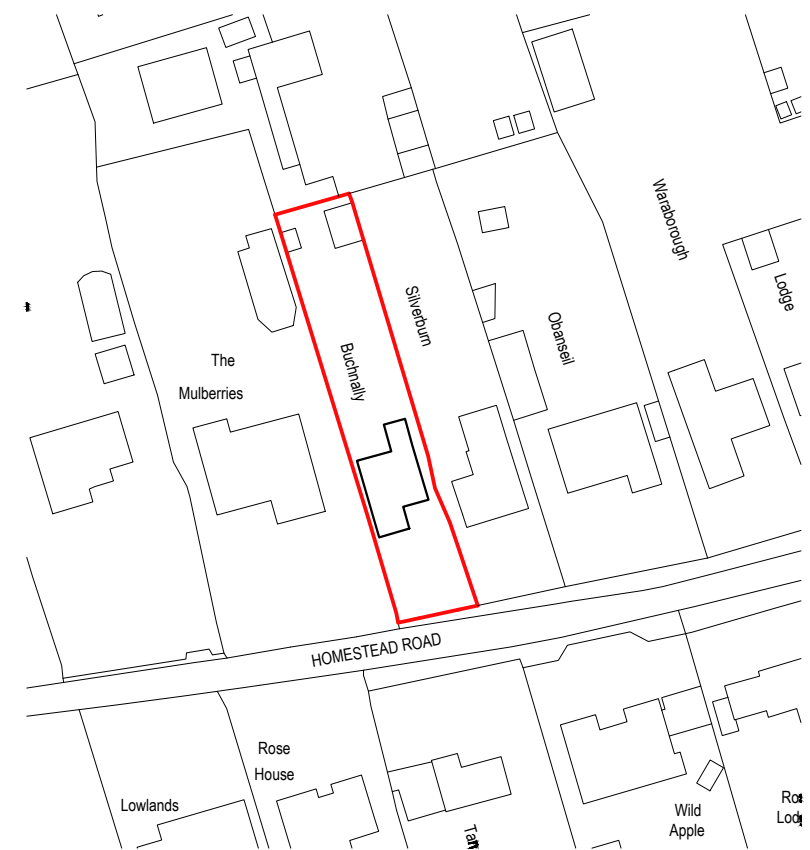 Waraborough
Lodge
Silverburn
Obanseil
Buchnally
The
Mulberries
HOMESTEAD ROAD
Rose
House
Lowlands
Wild
Apple